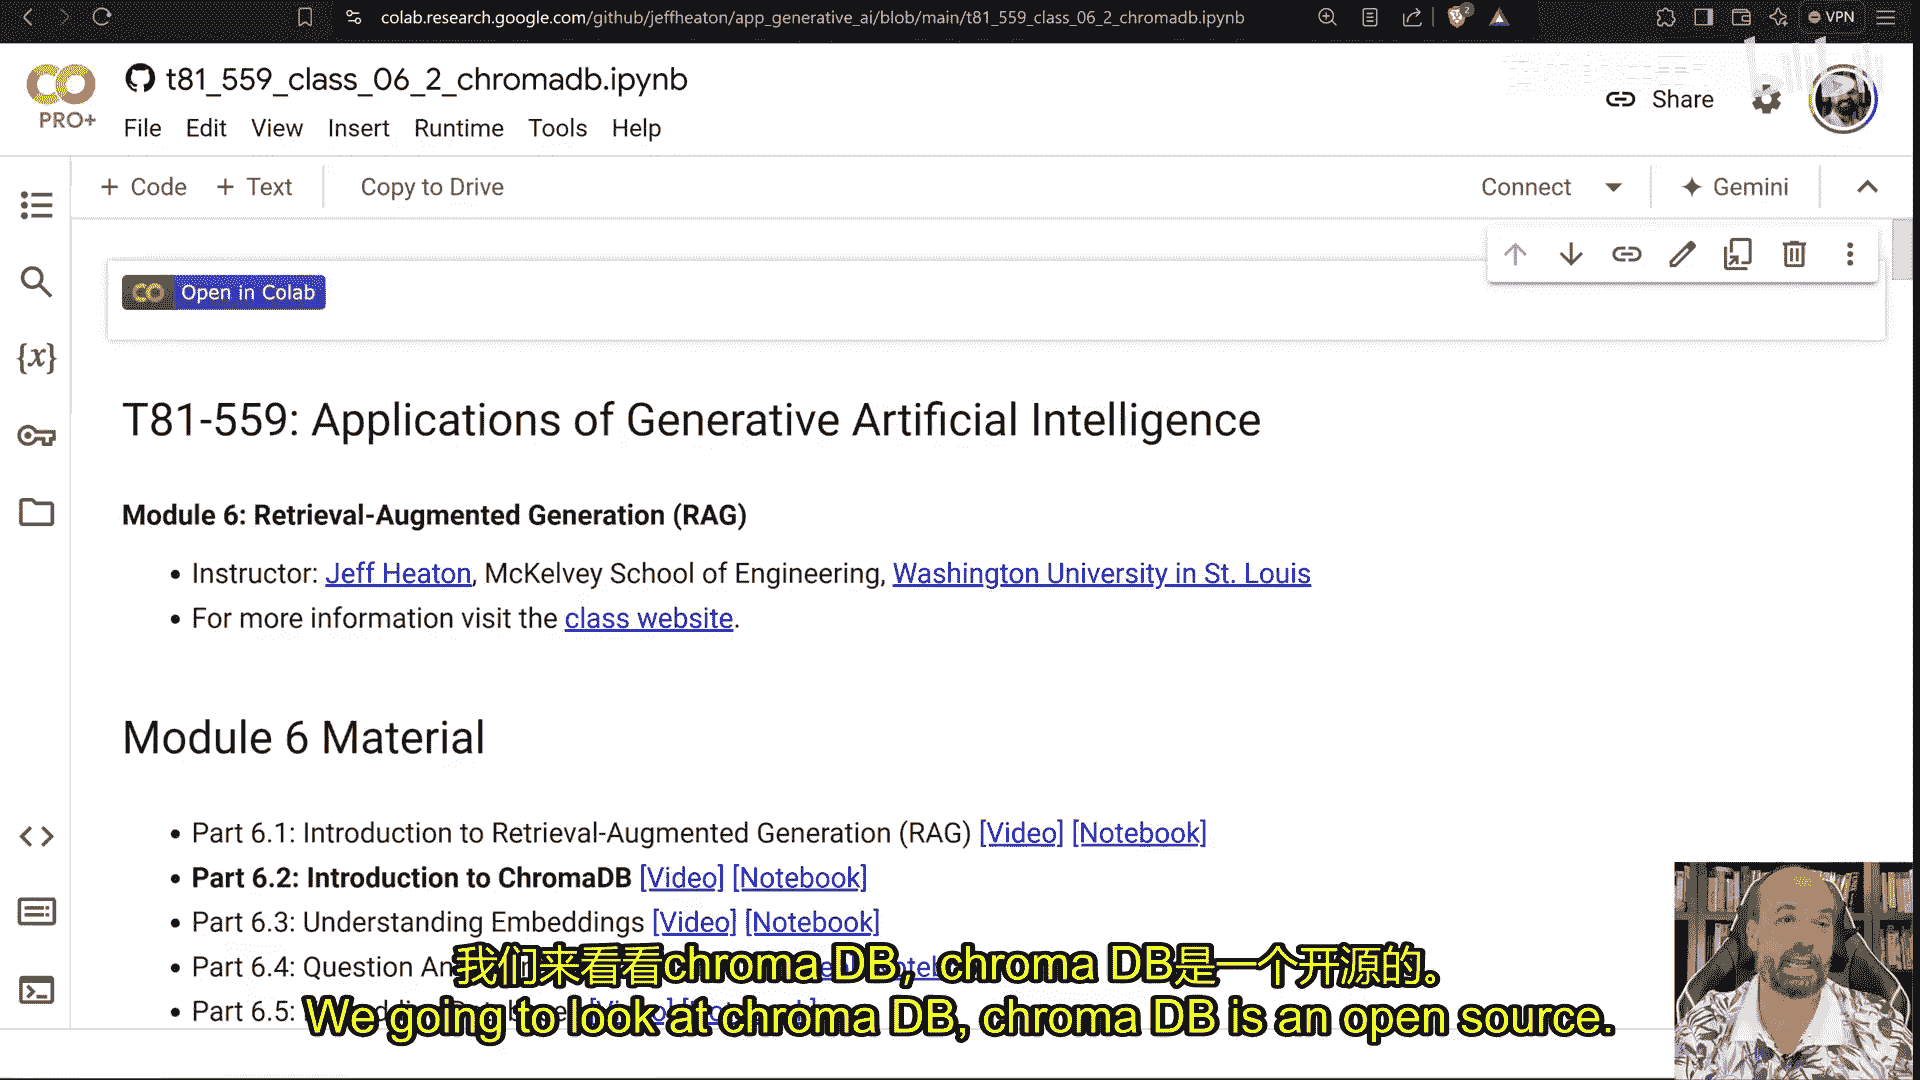 colab.research.google.com/github/jeffheaton/app_generative_ai/blob/main/t81_559_class_06_2_chromadb.ipynb
2
VPN
bilibili
CO
PRO+
t81_559_class_06_2_chromadb.ipynb
File Edit View Insert Runtime Tools Help
Share
+ Code + Text Copy to Drive
Connect Gemini
{x}
CO Open in Colab
T81-559: Applications of Generative Artificial Intelligence
Module 6: Retrieval-Augmented Generation (RAG)
• Instructor: Jeff Heaton, McKelvey School of Engineering, Washington University in St. Louis
• For more information visit the class website.
Module 6 Material
• Part 6.1: Introduction to Retrieval-Augmented Generation (RAG) [Video] [Notebook]
• Part 6.2: Introduction to ChromaDB [Video] [Notebook]
• Part 6.3: Understanding Embeddings [Video] [Notebook]
• Part 6.4: Question An
我们来看看chroma DB, chroma DB是一个开源的。
• Part 6.5:
We going to look at chroma DB, chroma DB is an open source.